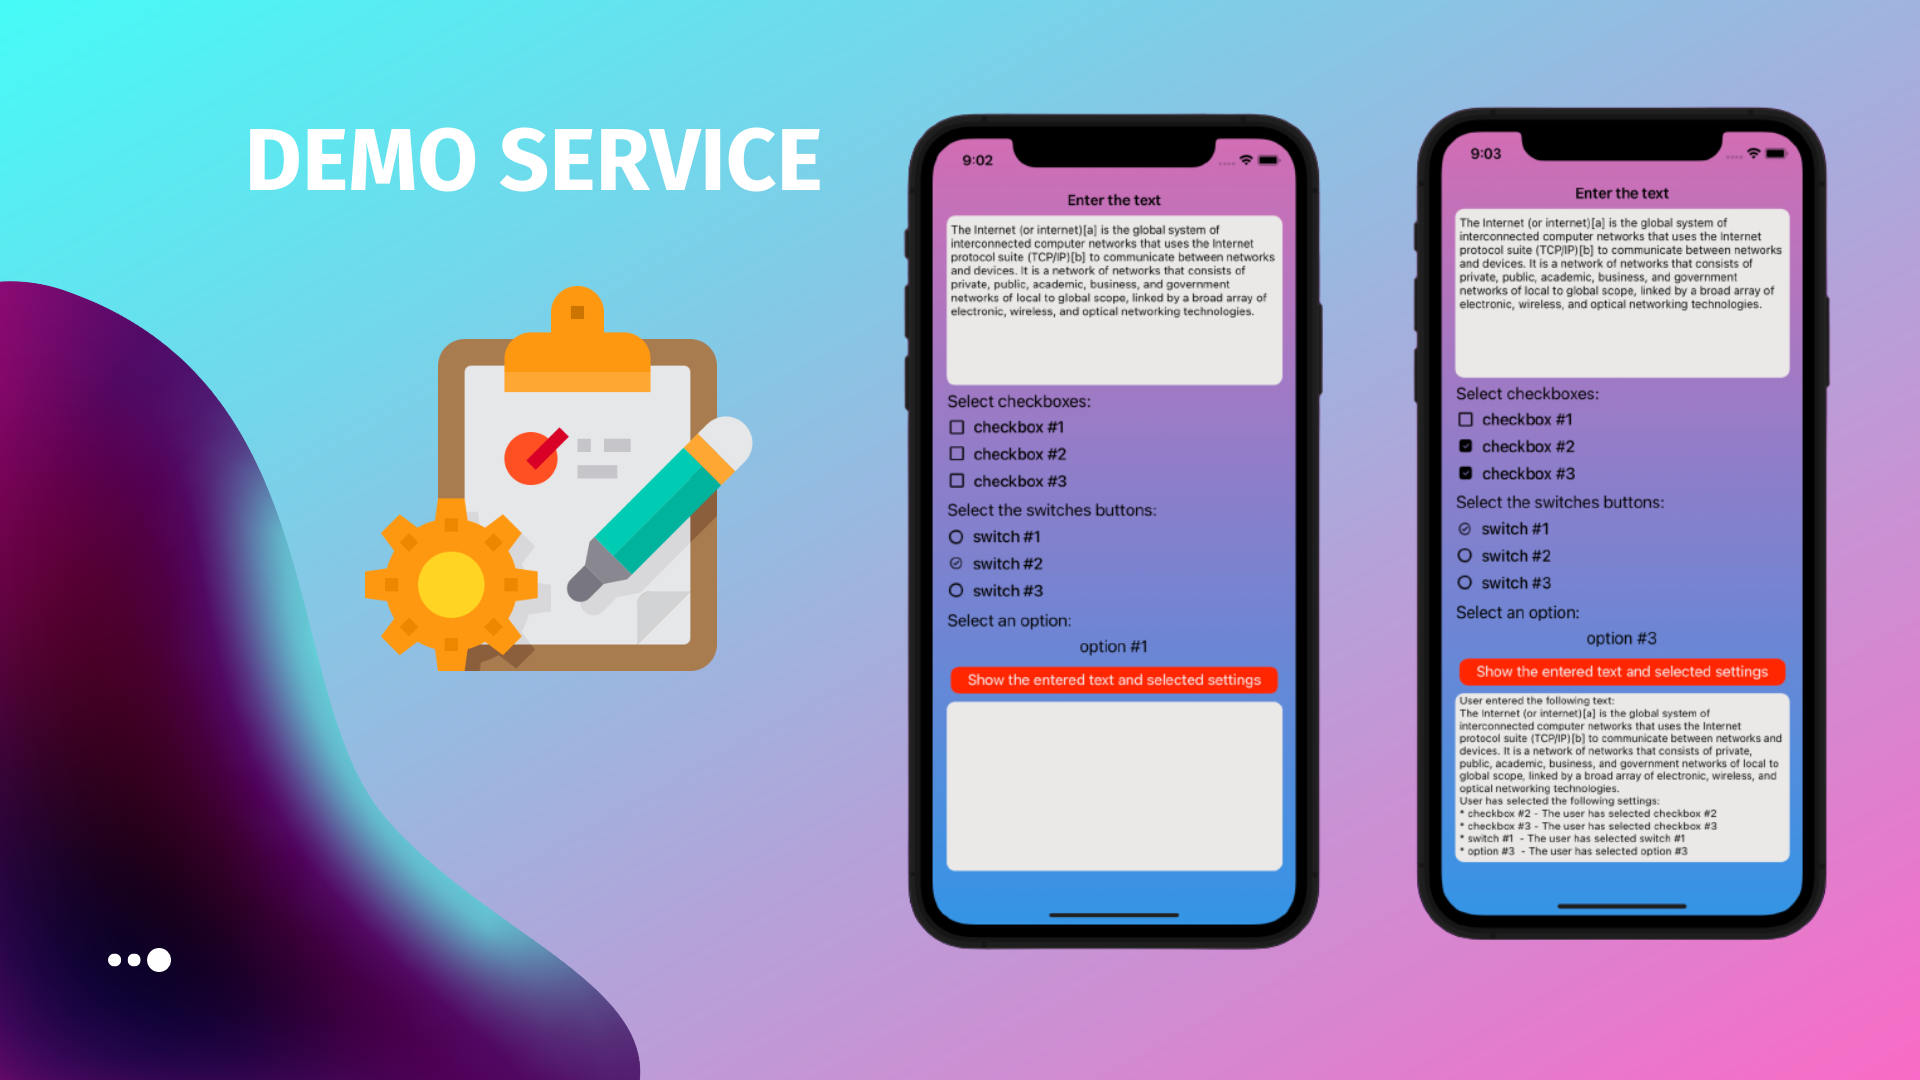 DEMO SERVICE
9:02
Enter the text
The Internet (or internet)[a] is the global system of
interconnected computer networks that uses the Internet
protocol suite (TCP/IP)[b] to communicate between networks
and devices. It is a network of networks that consists of
private, public, academic, business, and government
networks of local to global scope, linked by a broad array of
electronic, wireless, and optical networking technologies.
Select checkboxes:
checkbox #1
checkbox #2
checkbox #3
Select the switches buttons:
switch #1
switch #2
switch #3
Select an option:
option #1
Show the entered text and selected settings
9:03
Enter the text
The Internet (or internet)[a] is the global system of
interconnected computer networks that uses the Internet
protocol suite (TCP/IP)[b] to communicate between networks
and devices. It is a network of networks that consists of
private, public, academic, business, and government
networks of local to global scope, linked by a broad array of
electronic, wireless, and optical networking technologies.
Select checkboxes:
checkbox #1
checkbox #2
checkbox #3
Select the switches buttons:
switch #1
switch #2
switch #3
Select an option:
option #3
Show the entered text and selected settings
User entered the following text:
The Internet (or internet)[a] is the global system of
interconnected computer networks that uses the Internet
protocol suite (TCP/IP)[b] to communicate between networks and
devices. It is a network of networks that consists of private,
public, academic, business, and government networks of local to
global scope, linked by a broad array of electronic, wireless, and
optical networking technologies.
User has selected the following settings:
* checkbox #2 - The user has selected checkbox #2
* checkbox #3 - The user has selected checkbox #3
* switch #1  - The user has selected switch #1
* option #3  - The user has selected option #3